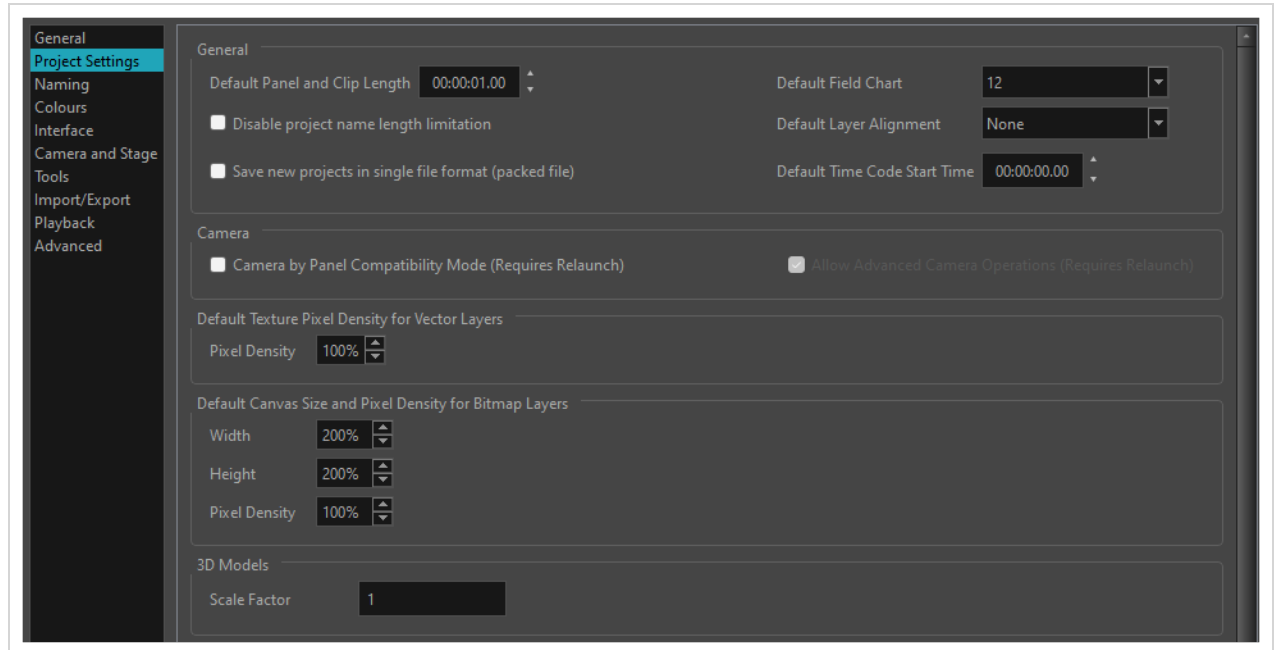 General
Project Settings
Naming
Colours
Interface
Camera and Stage
Tools
Import/Export
Playback
Advanced
General
Default Panel and Clip Length 00:00:01.00 Default Field Chart 12
Disable project name length limitation Default Layer Alignment None
Save new projects in single file format (packed file) Default Time Code Start Time 00:00:00.00
Camera
Camera by Panel Compatibility Mode (Requires Relaunch) Allow Advanced Camera Operations (Requires Relaunch)
Default Texture Pixel Density for Vector Layers
Pixel Density 100%
Default Canvas Size and Pixel Density for Bitmap Layers
Width 200%
Height 200%
Pixel Density 100%
3D Models
Scale Factor 1